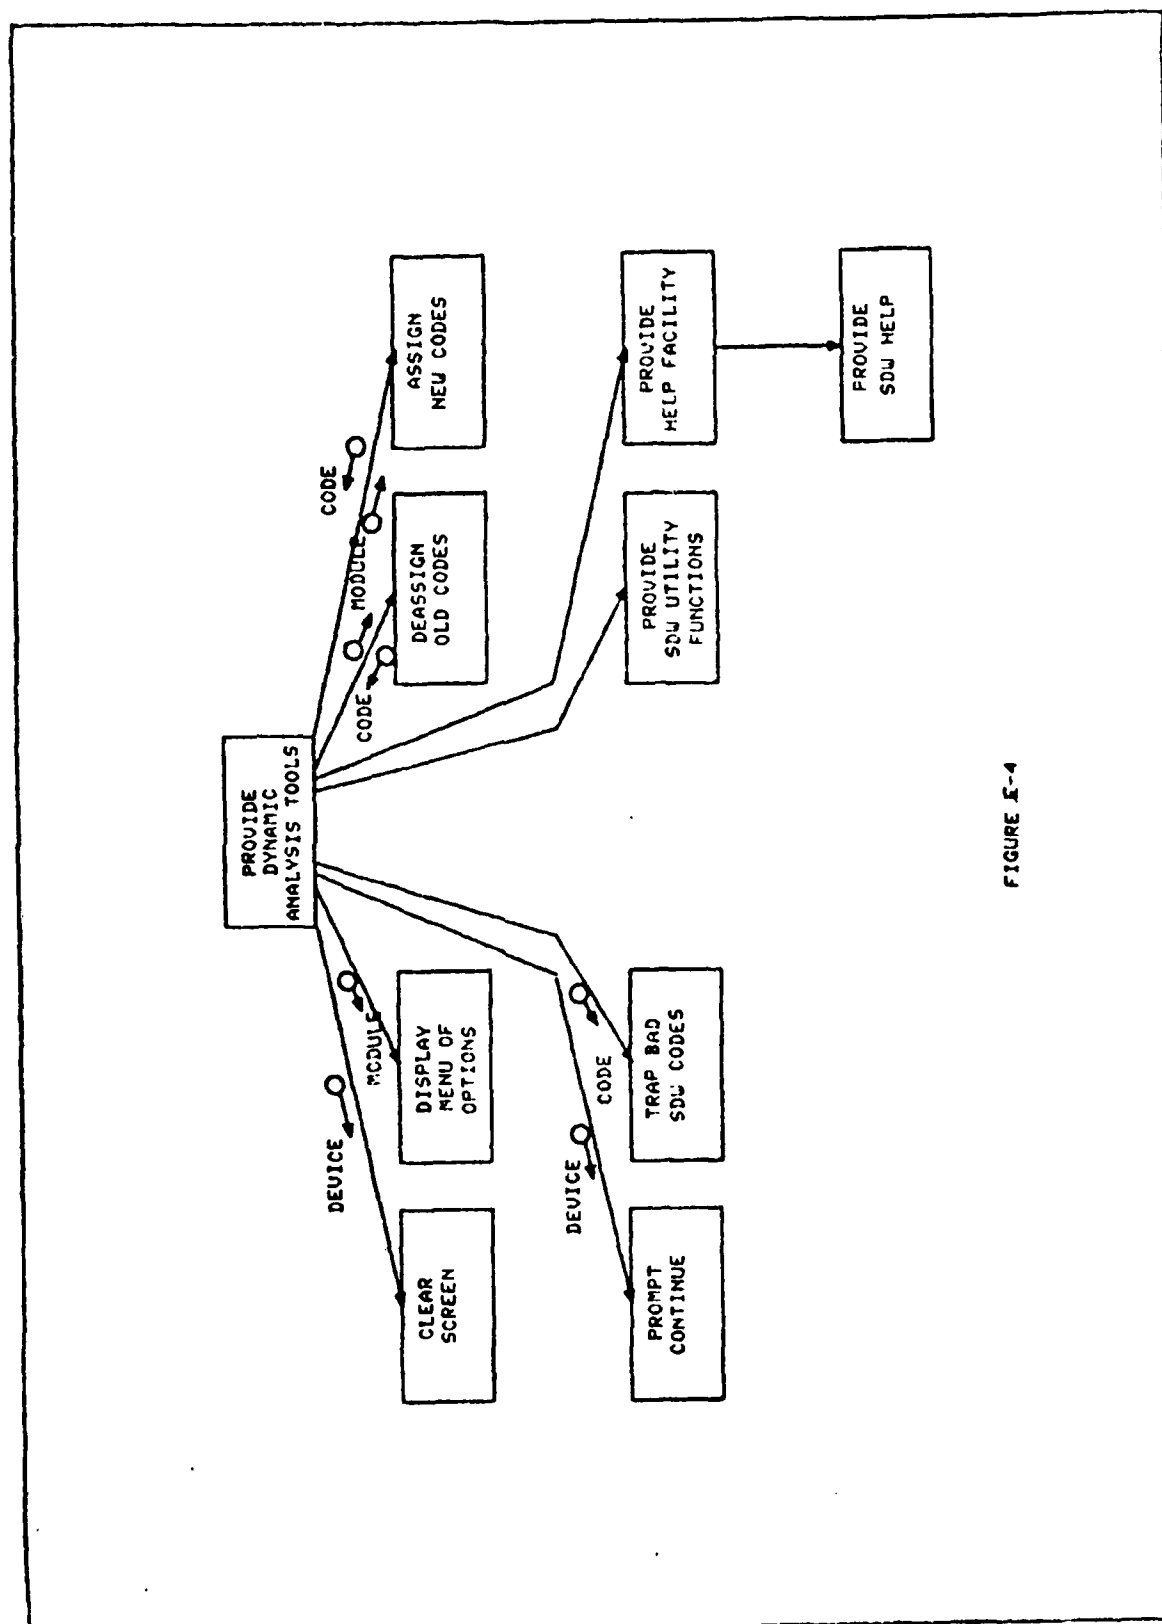 PROVIDE
DYNAMIC
ANALYSIS TOOLS
DEVICE
MODULE
CODE
MODULE
CODE
CLEAR
SCREEN
DISPLAY
MENU OF
OPTIONS
DEASSIGN
OLD CODES
ASSIGN
NEW CODES
DEVICE
CODE
PROMPT
CONTINUE
TRAP BAD
SDW CODES
PROVIDE
SDW UTILITY
FUNCTIONS
PROVIDE
HELP FACILITY
PROVIDE
SDW HELP
FIGURE E-4